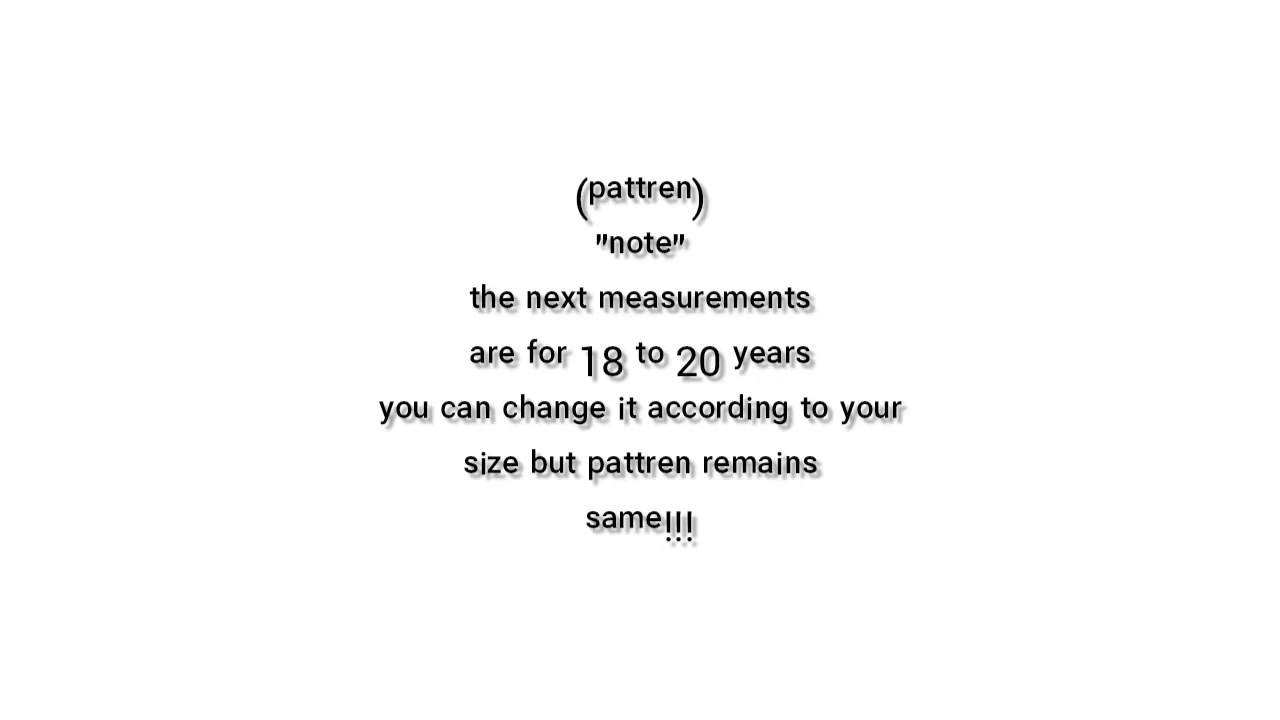 (pattren)
"note"
the next measurements
are for 18 to 20 years
you can change it according to your
size but pattren remains
same!!!